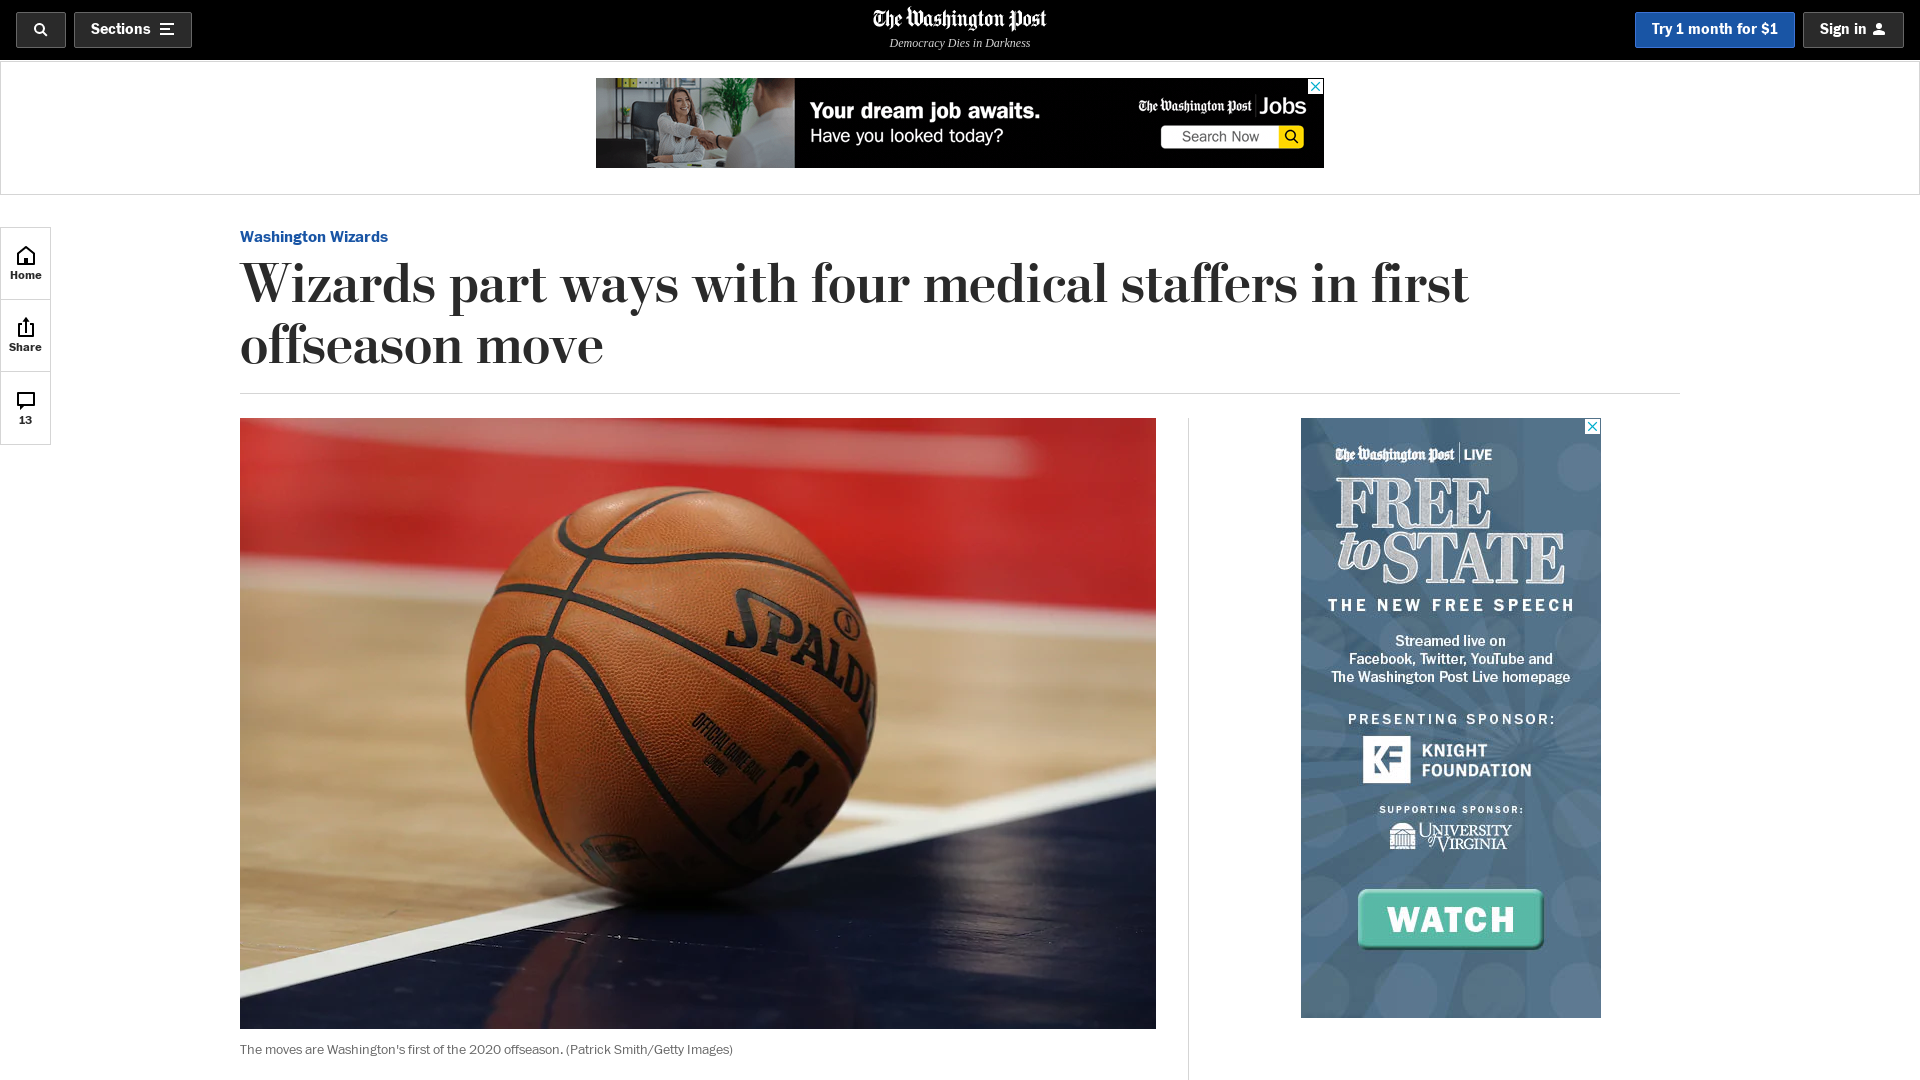 Sections
The Washington Post
Democracy Dies in Darkness
Try 1 month for $1
Sign in
Your dream job awaits.
Have you looked today?
The Washington Post Jobs
Search Now
Home
Share
13
Washington Wizards
Wizards part ways with four medical staffers in first
offseason move
SPALDING
OFFICIAL GAME BALL
The moves are Washington's first of the 2020 offseason. (Patrick Smith/Getty Images)
The Washington Post LIVE
FREE
to STATE
THE NEW FREE SPEECH
Streamed live on
Facebook, Twitter, YouTube and
The Washington Post Live homepage
PRESENTING SPONSOR:
KF KNIGHT
FOUNDATION
SUPPORTING SPONSOR:
UNIVERSITY
of VIRGINIA
WATCH